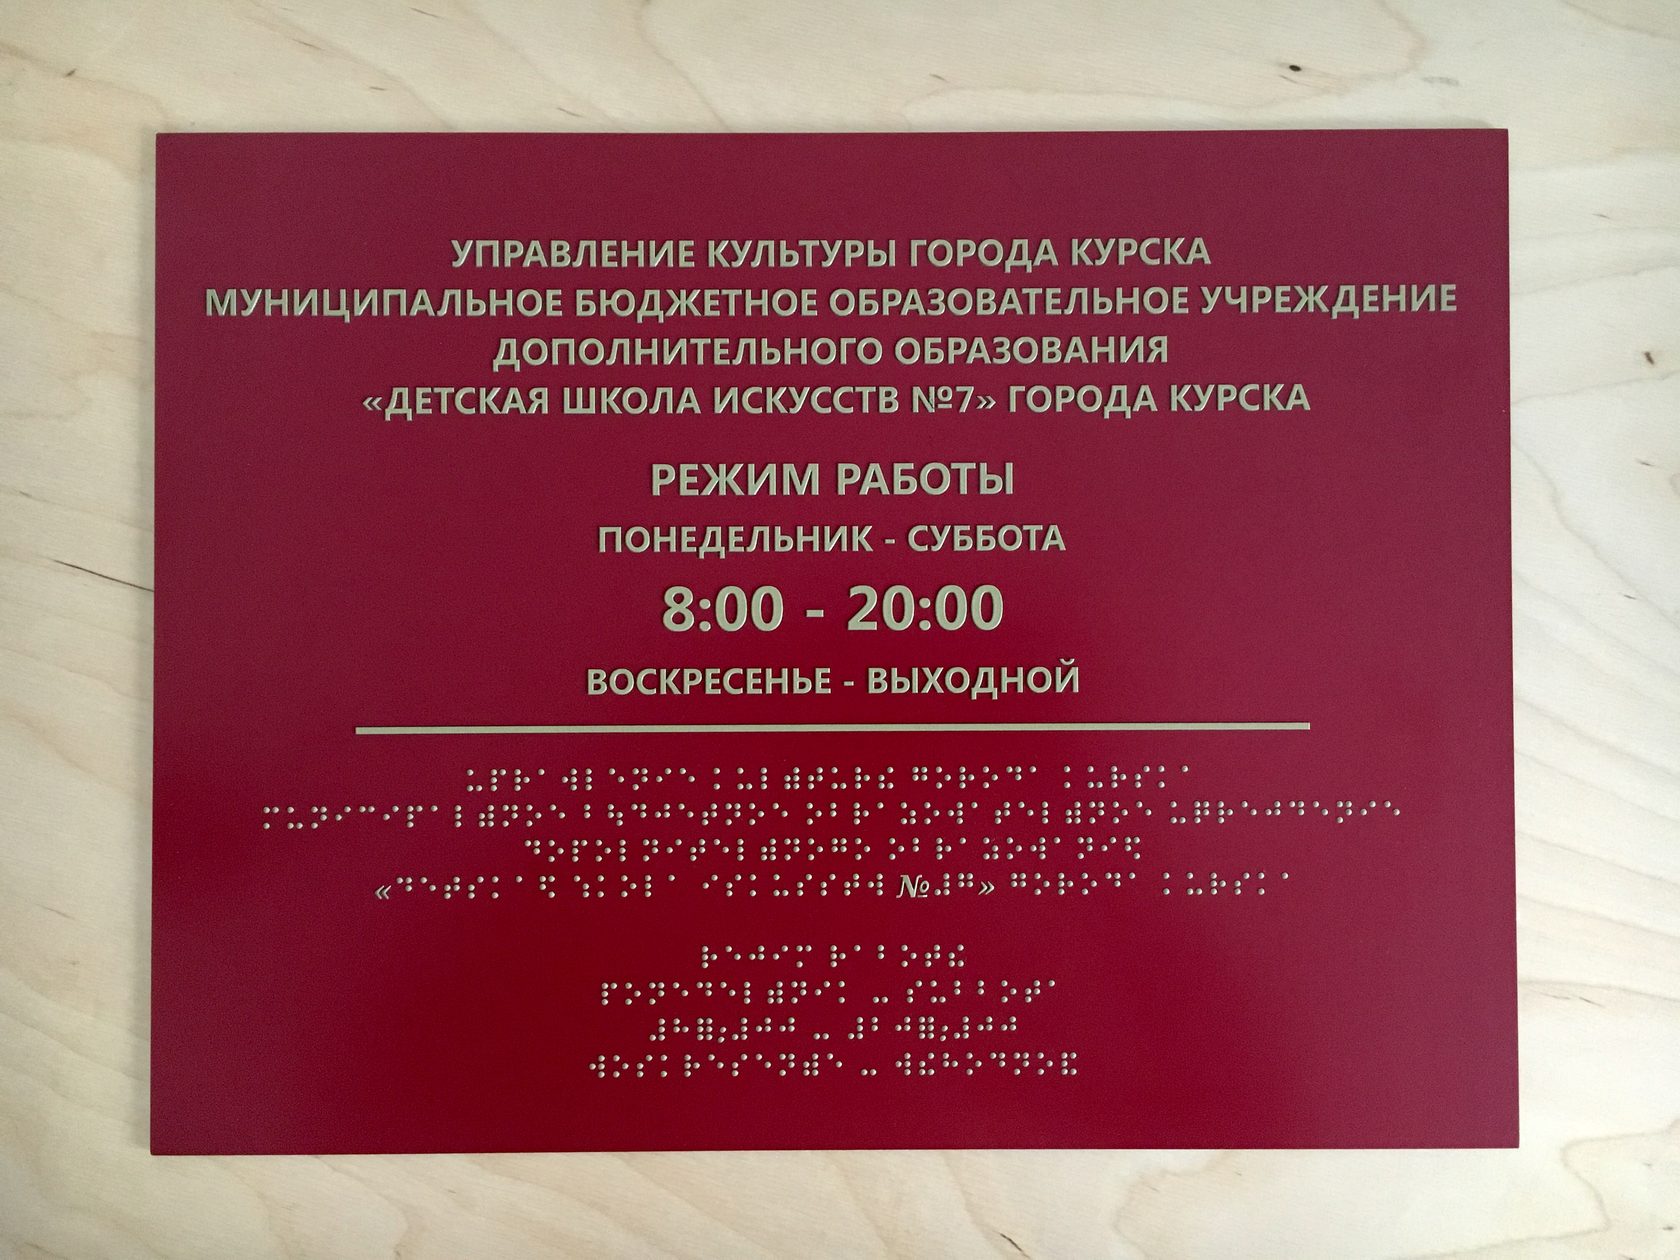 УПРАВЛЕНИЕ КУЛЬТУРЫ ГОРОДА КУРСКА
МУНИЦИПАЛЬНОЕ БЮДЖЕТНОЕ ОБРАЗОВАТЕЛЬНОЕ УЧРЕЖДЕНИЕ
ДОПОЛНИТЕЛЬНОГО ОБРАЗОВАНИЯ
«ДЕТСКАЯ ШКОЛА ИСКУССТВ №7» ГОРОДА КУРСКА
РЕЖИМ РАБОТЫ
ПОНЕДЕЛЬНИК - СУББОТА
8:00 - 20:00
ВОСКРЕСЕНЬЕ - ВЫХОДНОЙ
⠥⠏⠗⠁⠺⠇⠑⠝⠊⠑ ⠅⠥⠇⠾⠞⠥⠗⠮ ⠛⠕⠗⠕⠙⠁ ⠅⠥⠗⠎⠅⠁
⠍⠥⠝⠊⠉⠊⠏⠁⠇⠾⠝⠕⠑ ⠃⠳⠙⠚⠑⠞⠝⠕⠑ ⠕⠃⠗⠁⠵⠕⠺⠁⠞⠑⠇⠾⠝⠕⠑ ⠥⠟⠗⠑⠚⠙⠑⠝⠊⠑
⠙⠕⠏⠕⠇⠝⠊⠞⠑⠇⠾⠝⠕⠛⠕ ⠕⠃⠗⠁⠵⠕⠺⠁⠝⠊⠫
«⠙⠑⠞⠎⠅⠁⠫ ⠱⠅⠕⠇⠁ ⠊⠎⠅⠥⠎⠎⠞⠺ №⠼⠛» ⠛⠕⠗⠕⠙⠁ ⠅⠥⠗⠎⠅⠁
⠗⠑⠚⠊⠍ ⠗⠁⠃⠕⠞⠮
⠏⠕⠝⠑⠙⠑⠇⠾⠝⠊⠅ ⠤ ⠎⠥⠃⠃⠕⠞⠁
⠺⠕⠎⠅⠗⠑⠎⠑⠝⠾⠑ ⠤ ⠺⠮⠓⠕⠙⠝⠕⠯